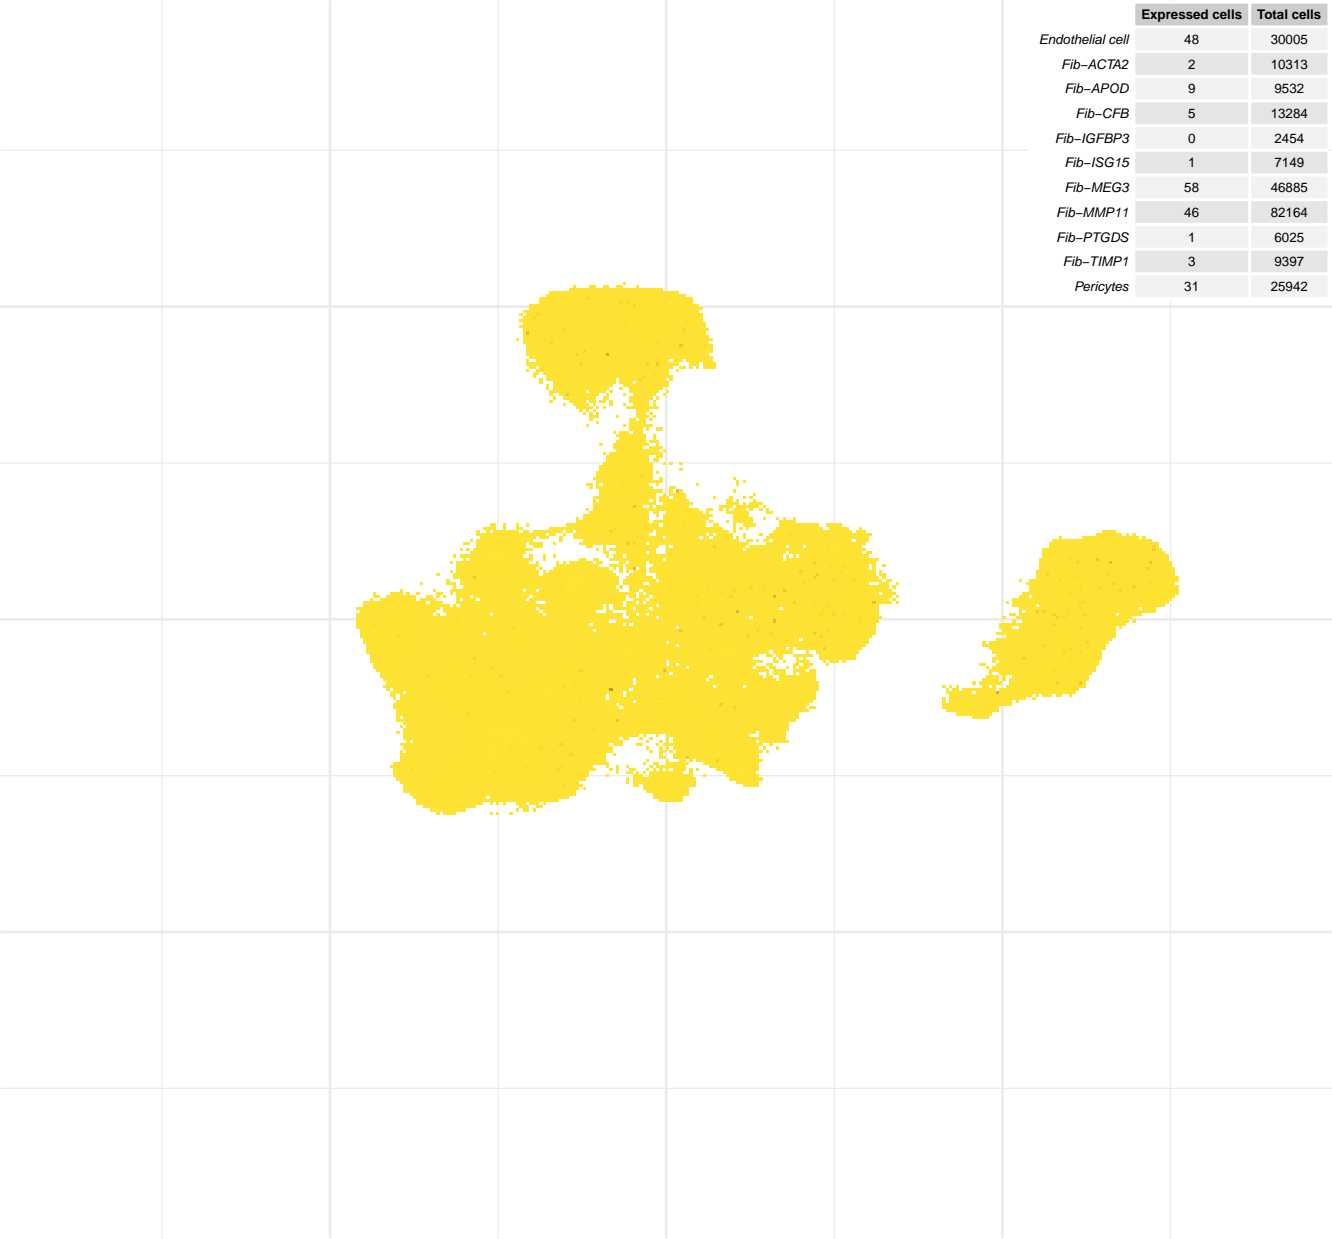 Expressed cells Total cells
Endothelial cell 48 30005
Fib−ACTA2 2 10313
Fib−APOD 9 9532
Fib−CFB 5 13284
Fib−IGFBP3 0 2454
Fib−ISG15 1 7149
Fib−MEG3 58 46885
Fib−MMP11 46 82164
Fib−PTGDS 1 6025
Fib−TIMP1 3 9397
Pericytes 31 25942